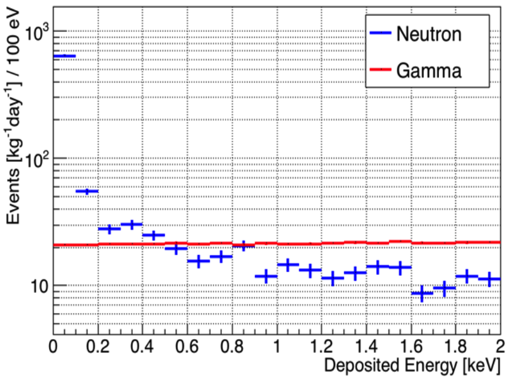 Events [kg⁻¹day⁻¹] / 100 eV
10³
10²
10
Neutron
Gamma
0 0.2 0.4 0.6 0.8 1 1.2 1.4 1.6 1.8 2
Deposited Energy [keV]